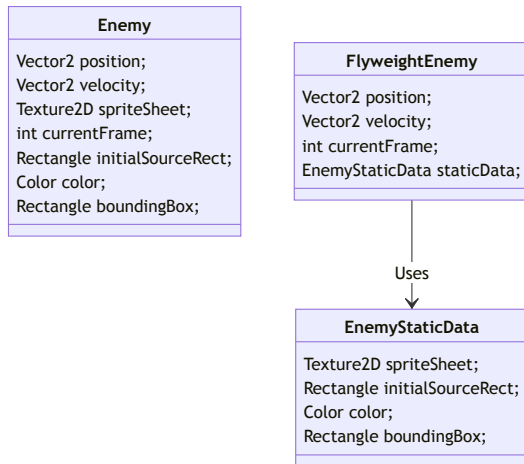 Enemy
Vector2 position;
Vector2 velocity;
Texture2D spriteSheet;
int currentFrame;
Rectangle initialSourceRect;
Color color;
Rectangle boundingBox;
FlyweightEnemy
Vector2 position;
Vector2 velocity;
int currentFrame;
EnemyStaticData staticData;
Uses
EnemyStaticData
Texture2D spriteSheet;
Rectangle initialSourceRect;
Color color;
Rectangle boundingBox;